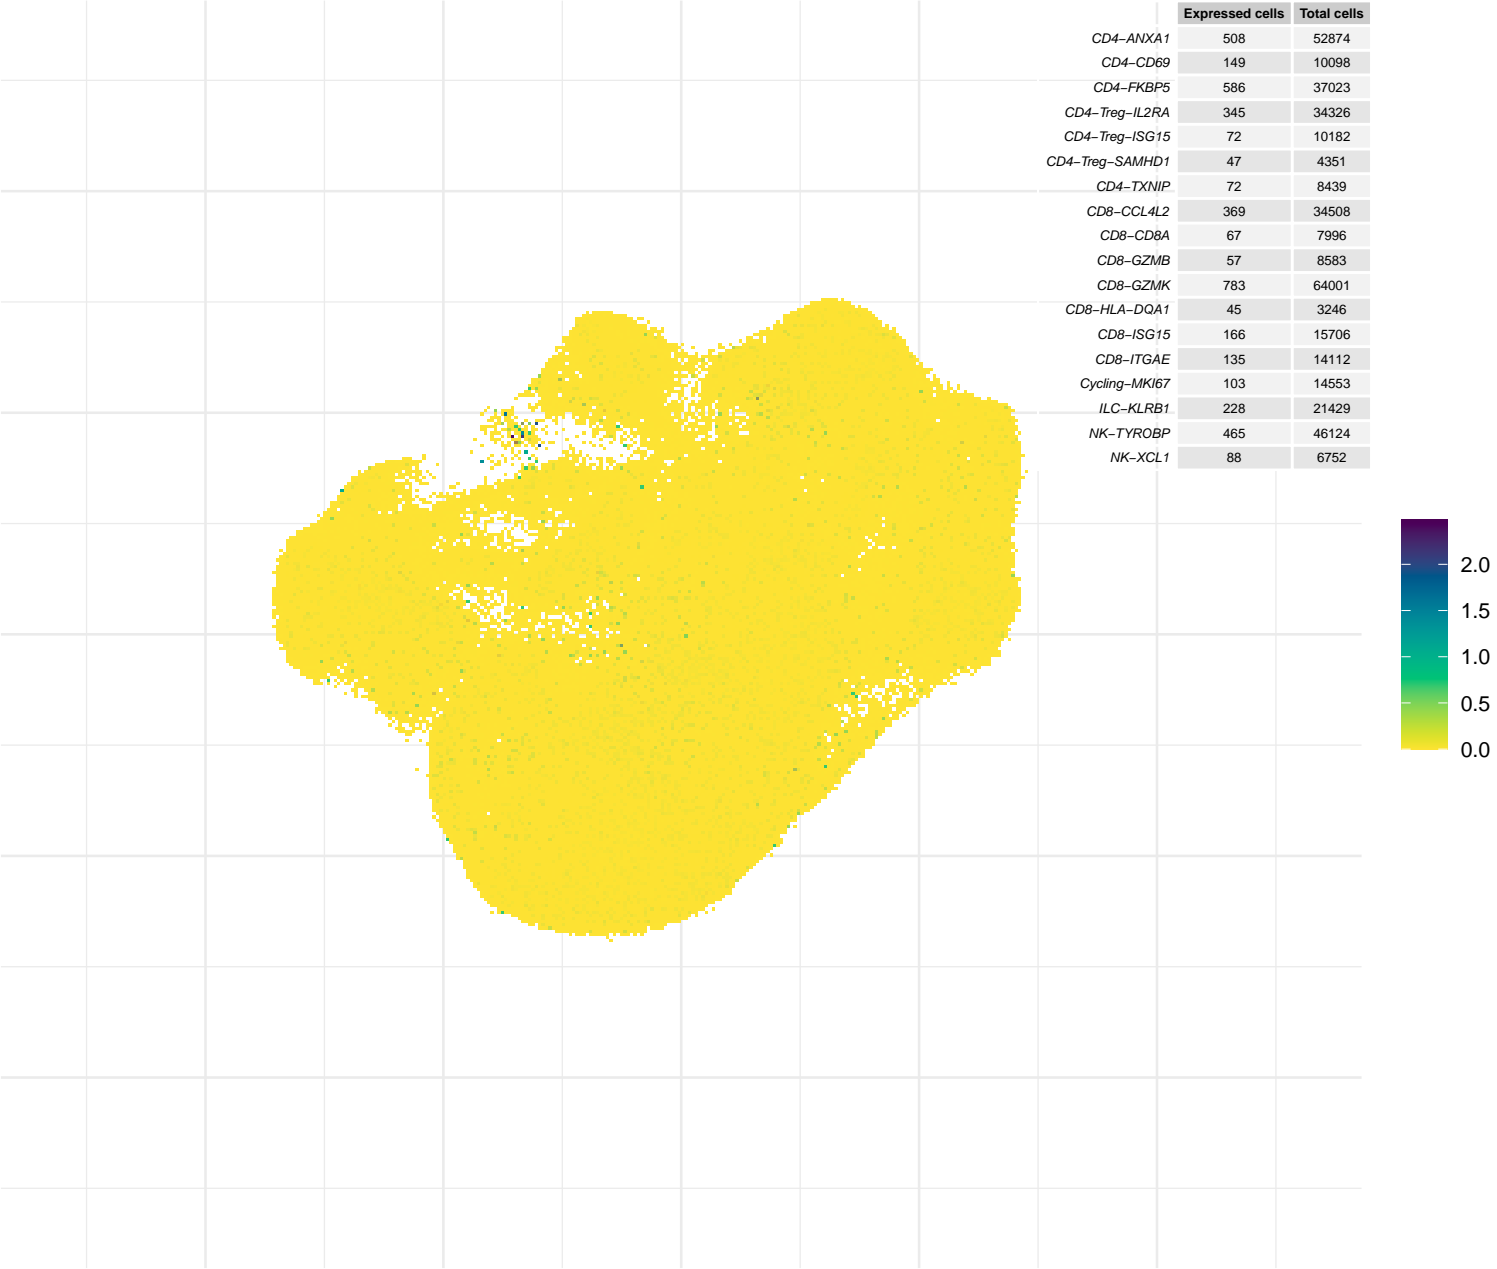 Expressed cells Total cells
CD4−ANXA1 508 52874
CD4−CD69 149 10098
CD4−FKBP5 586 37023
CD4−Treg−IL2RA 345 34326
CD4−Treg−ISG15 72 10182
CD4−Treg−SAMHD1 47 4351
CD4−TXNIP 72 8439
CD8−CCL4L2 369 34508
CD8−CD8A 67 7996
CD8−GZMB 57 8583
CD8−GZMK 783 64001
CD8−HLA−DQA1 45 3246
CD8−ISG15 166 15706
CD8−ITGAE 135 14112
Cycling−MKI67 103 14553
ILC−KLRB1 228 21429
NK−TYROBP 465 46124
NK−XCL1 88 6752
2.0
1.5
1.0
0.5
0.0